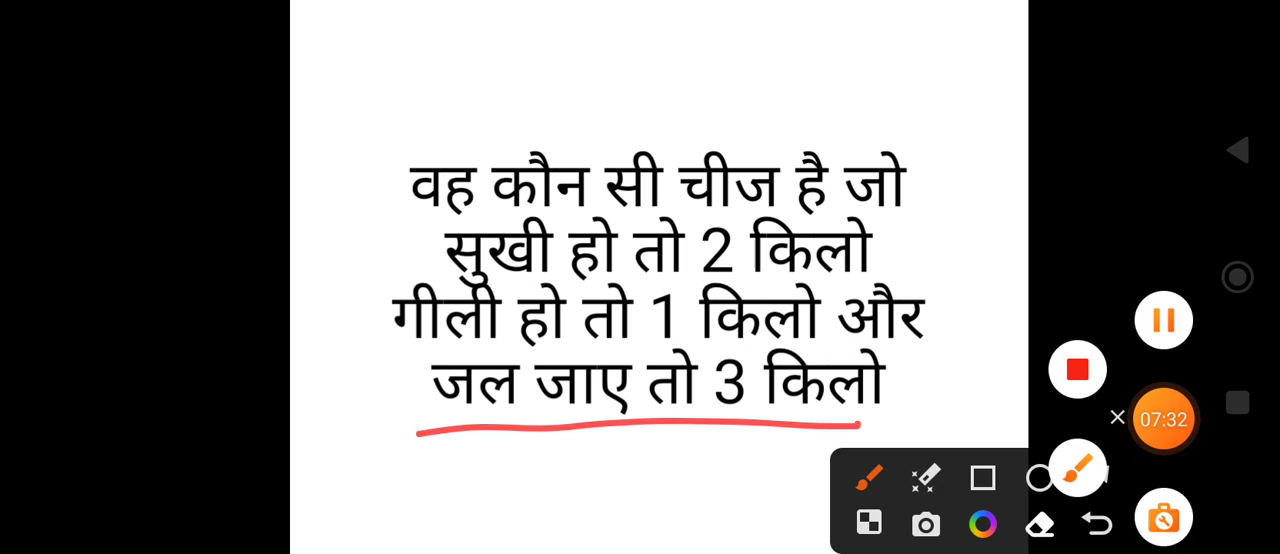 वह कौन सी चीज है जो
सुखी हो तो 2 किलो
गीली हो तो 1 किलो और
जल जाए तो 3 किलो
07:32